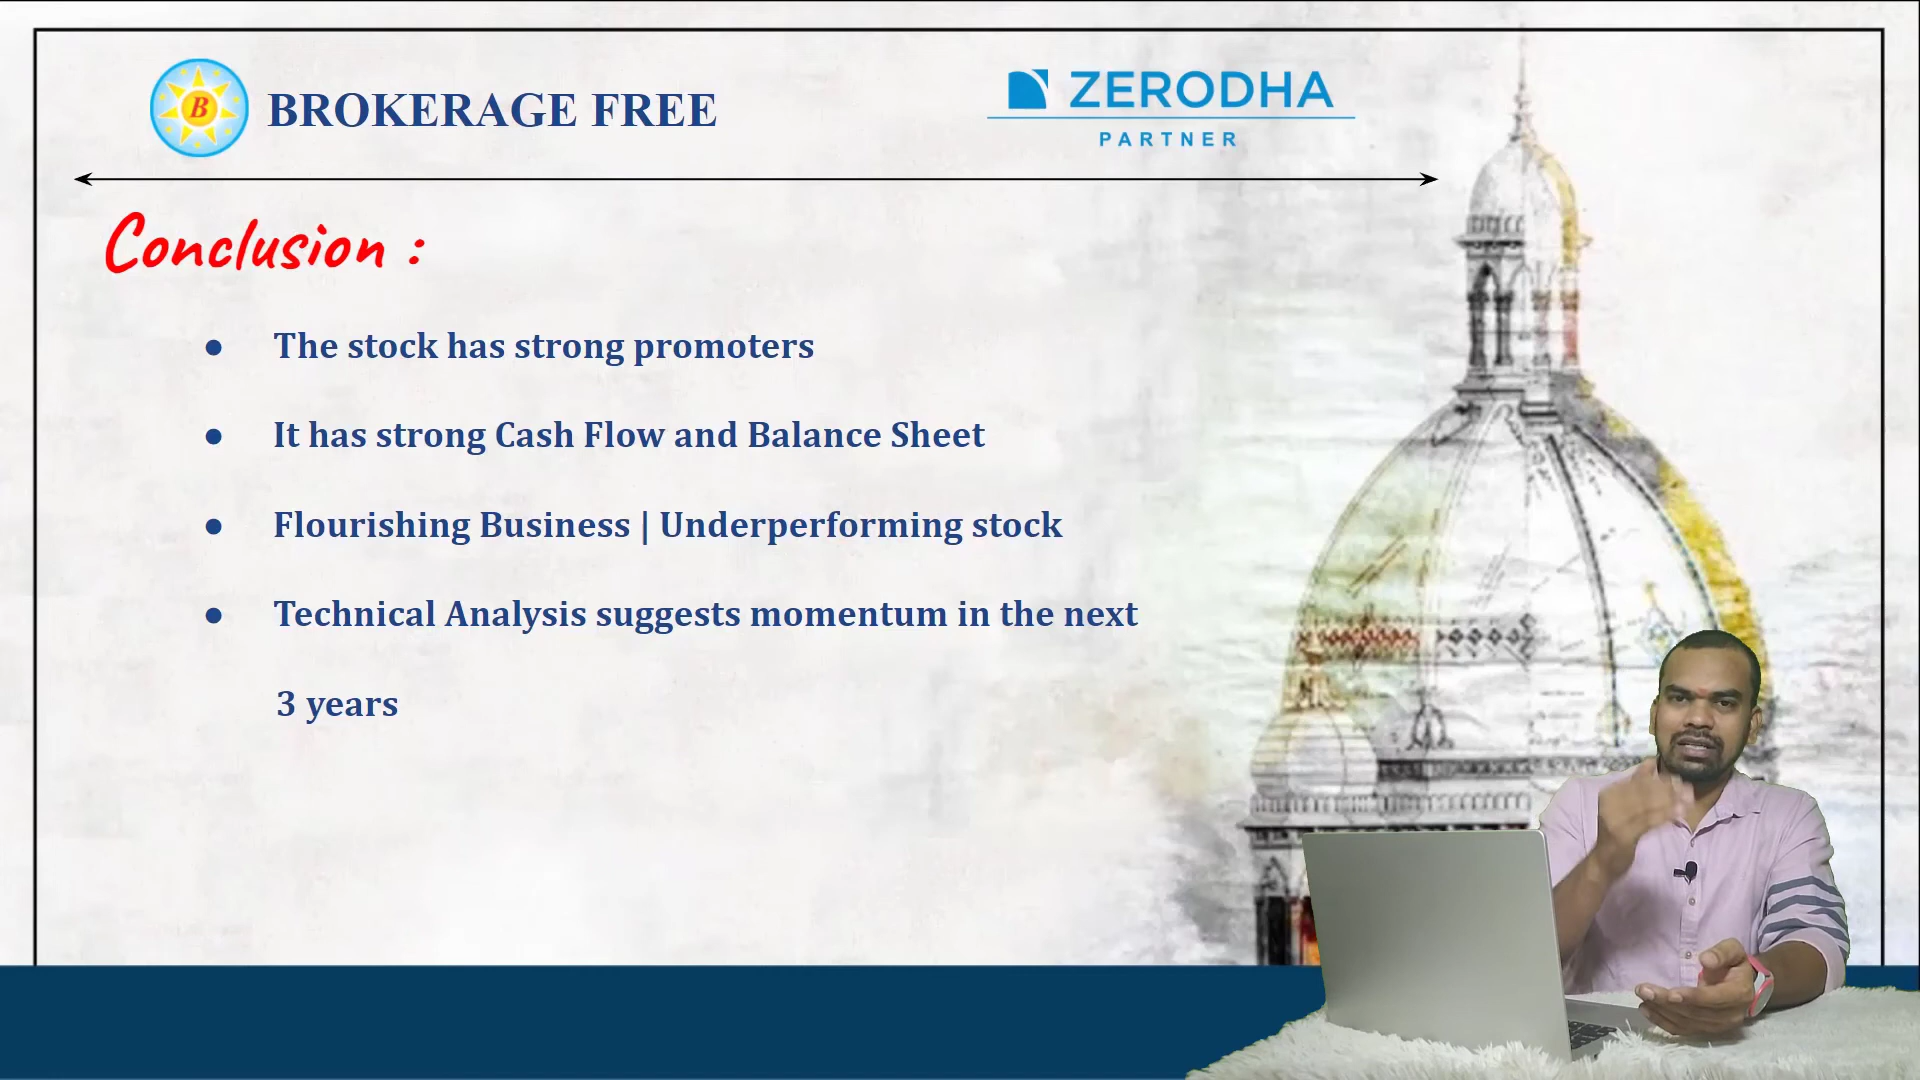 B
BROKERAGE FREE
ZERODHA
PARTNER
Conclusion :
● The stock has strong promoters
● It has strong Cash Flow and Balance Sheet
● Flourishing Business | Underperforming stock
● Technical Analysis suggests momentum in the next
3 years